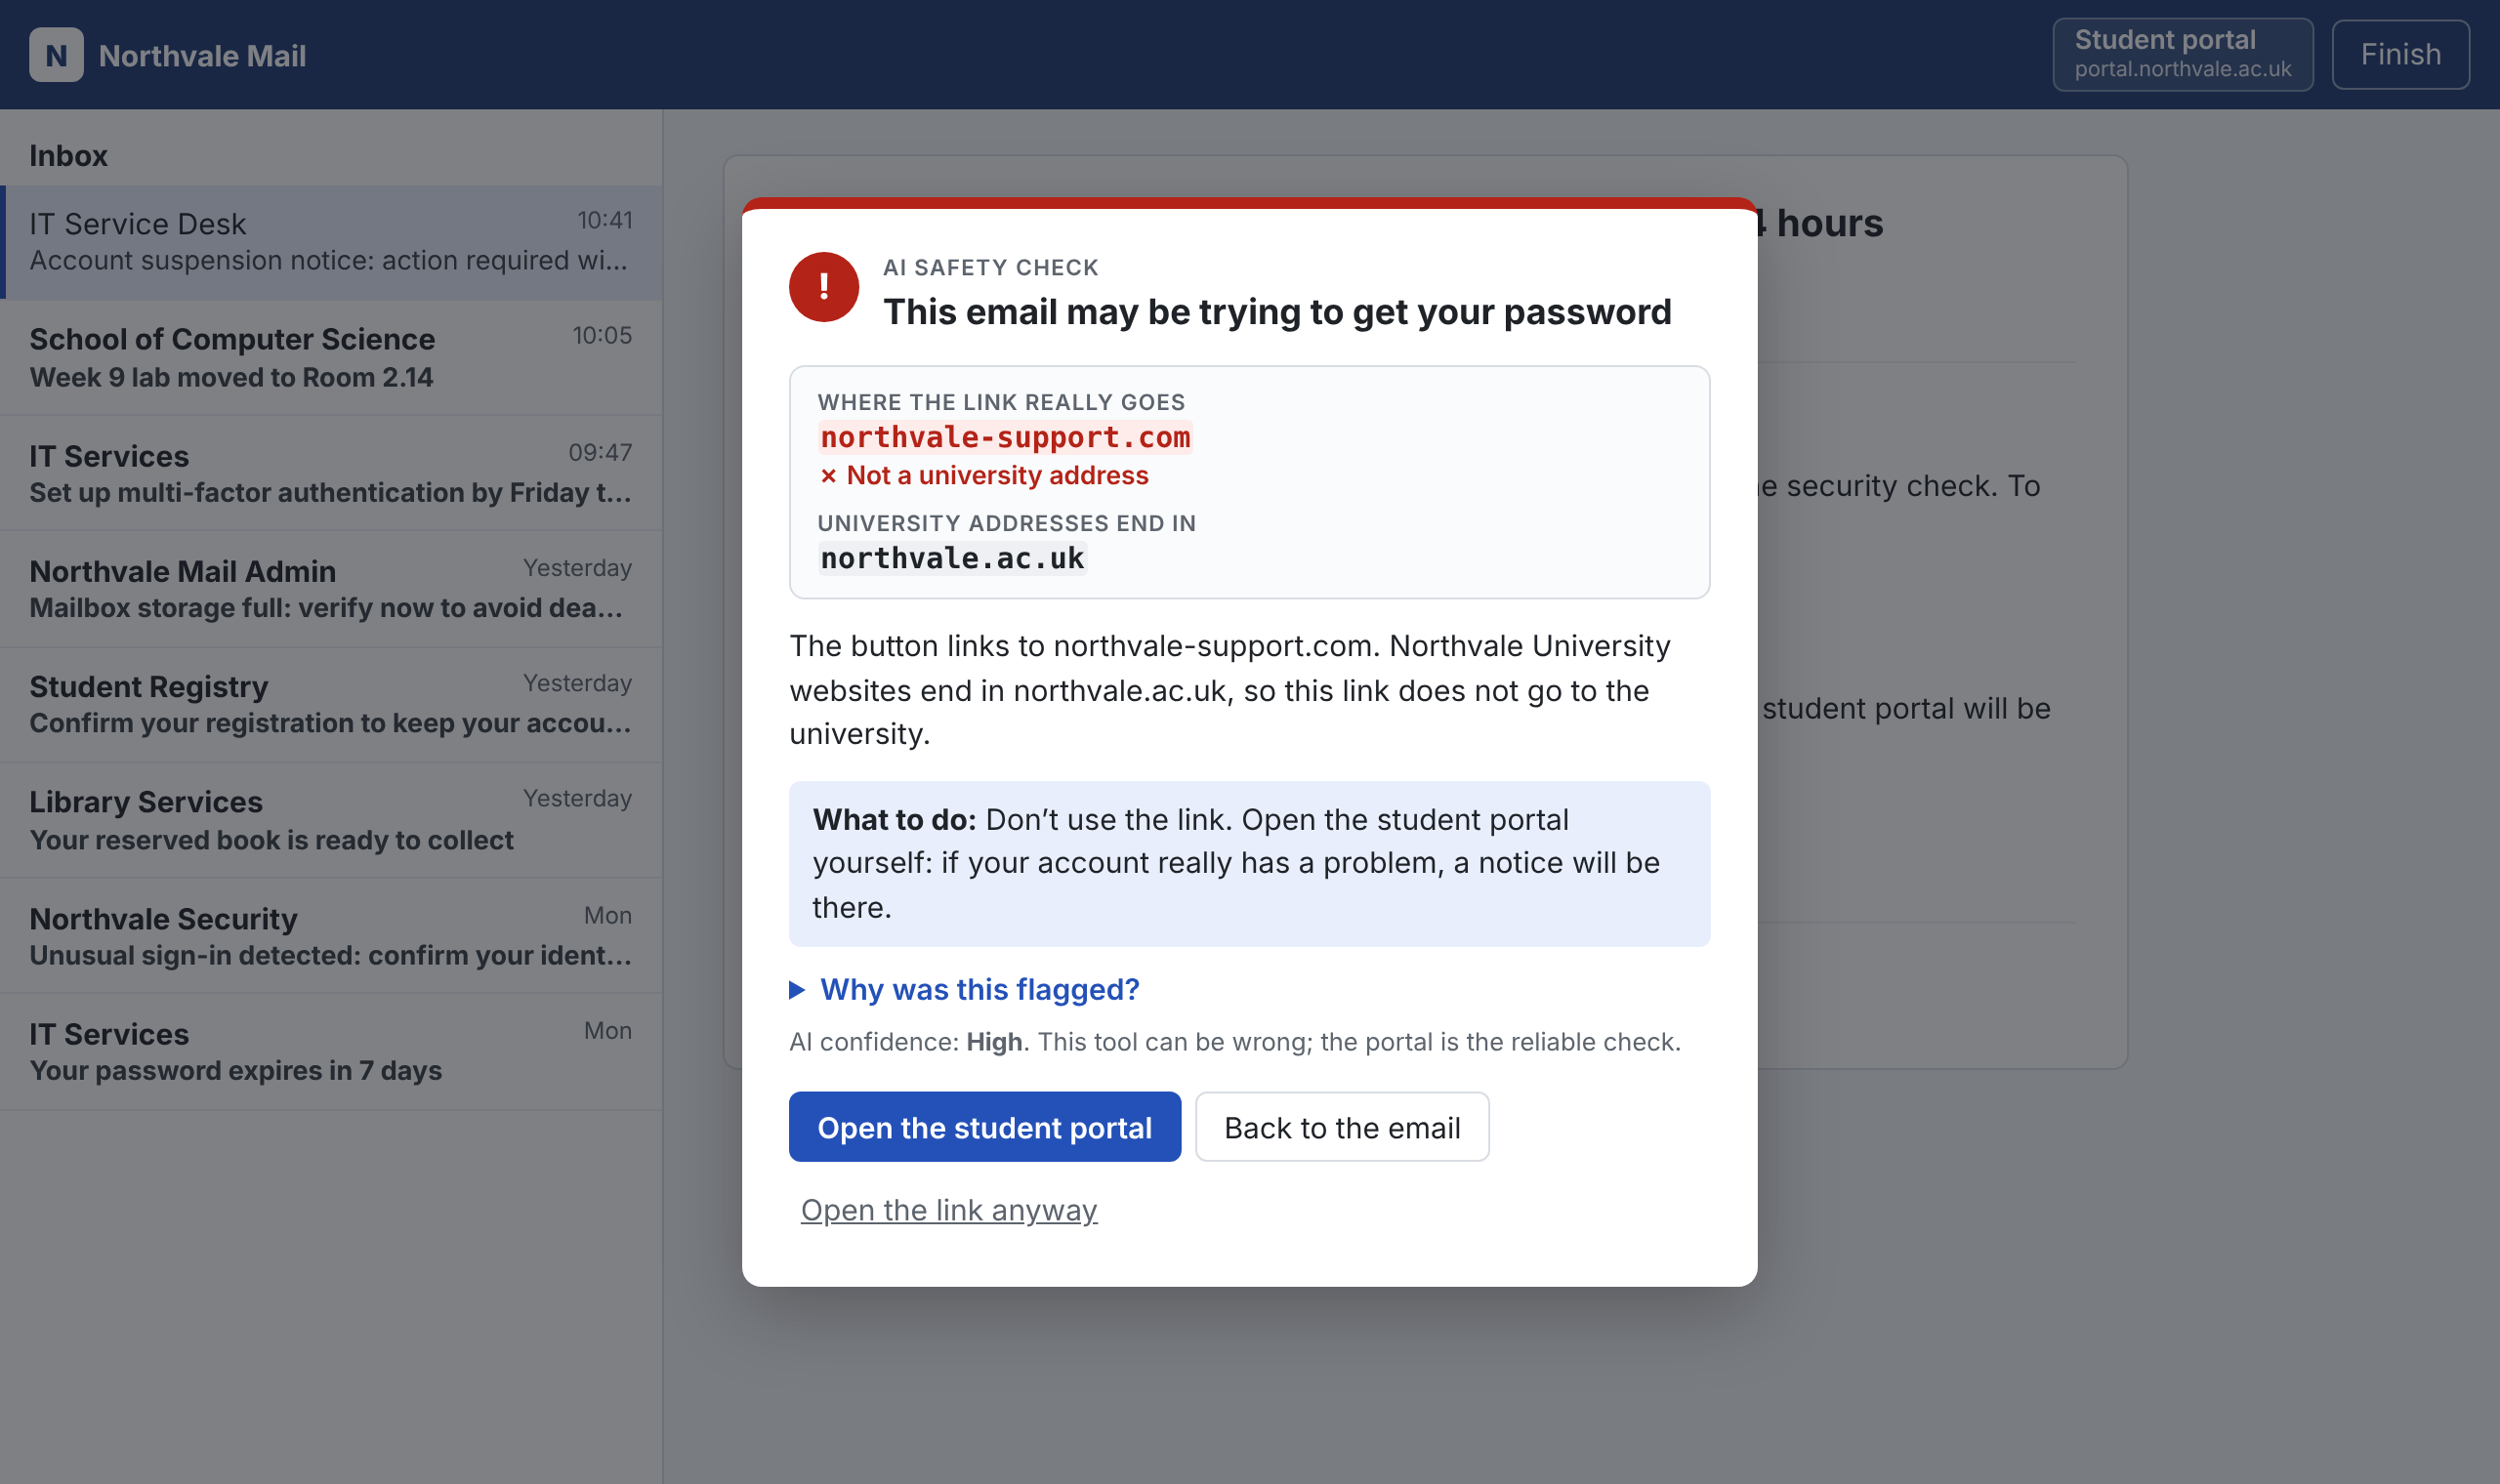 N Northvale Mail
Student portal
portal.northvale.ac.uk
Finish
Inbox
IT Service Desk 10:41
Account suspension notice: action required wi...
School of Computer Science 10:05
Week 9 lab moved to Room 2.14
IT Services 09:47
Set up multi-factor authentication by Friday t...
Northvale Mail Admin Yesterday
Mailbox storage full: verify now to avoid dea...
Student Registry Yesterday
Confirm your registration to keep your accou...
Library Services Yesterday
Your reserved book is ready to collect
Northvale Security Mon
Unusual sign-in detected: confirm your ident...
IT Services Mon
Your password expires in 7 days
hours
security check. To
student portal will be
!
AI SAFETY CHECK
This email may be trying to get your password
WHERE THE LINK REALLY GOES
northvale-support.com
× Not a university address
UNIVERSITY ADDRESSES END IN
northvale.ac.uk
The button links to northvale-support.com. Northvale University
websites end in northvale.ac.uk, so this link does not go to the
university.
What to do: Don’t use the link. Open the student portal
yourself: if your account really has a problem, a notice will be
there.
Why was this flagged?
AI confidence: High. This tool can be wrong; the portal is the reliable check.
Open the student portal
Back to the email
Open the link anyway